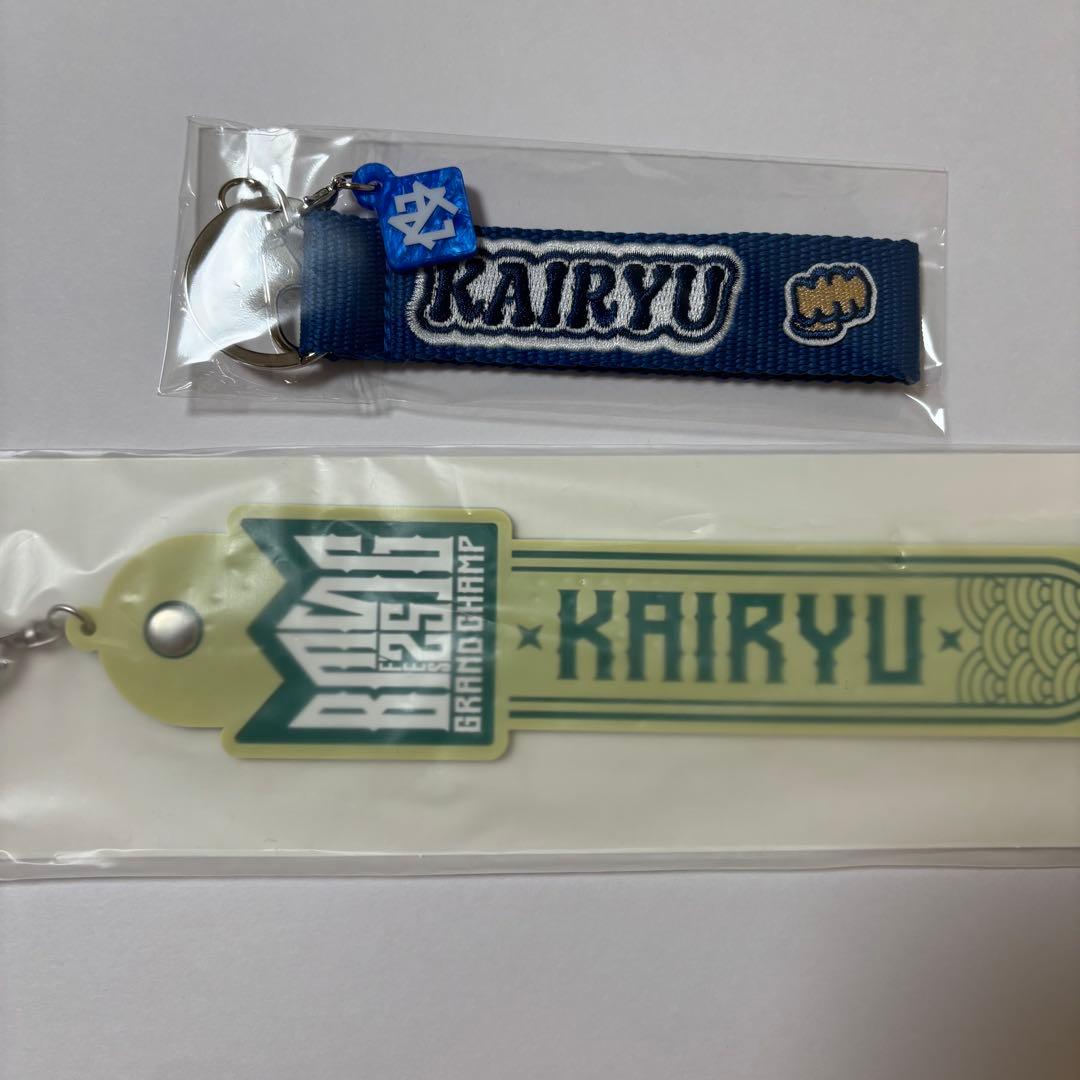 KAIRYU
BMSG
FES
25
GRAND CHAMP
KAIRYU